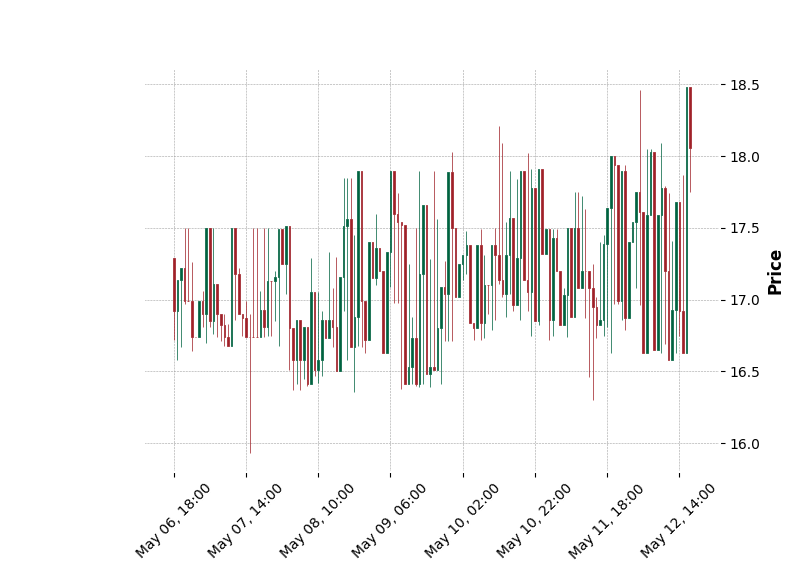 18.5
18.0
17.5
17.0
16.5
16.0
Price
May 06, 18:00
May 07, 14:00
May 08, 10:00
May 09, 06:00
May 10, 02:00
May 10, 22:00
May 11, 18:00
May 12, 14:00